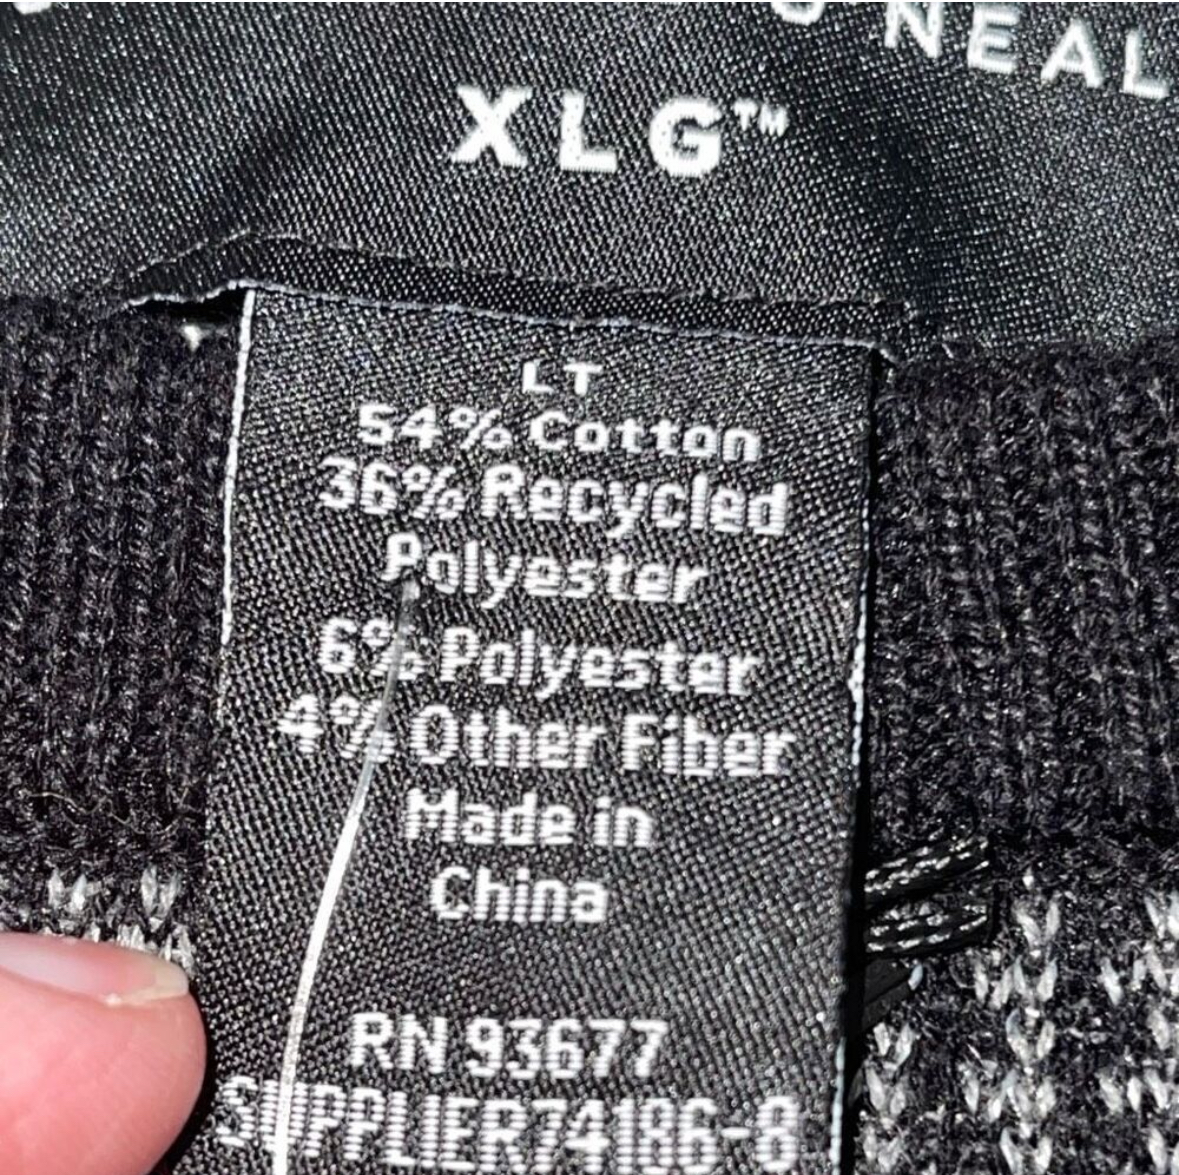 O'NEAL
XLG™
LT
54% Cotton
36% Recycled
Polyester
6% Polyester
4% Other Fiber
Made in
China
RN 93677
SUPPLIER74186-8